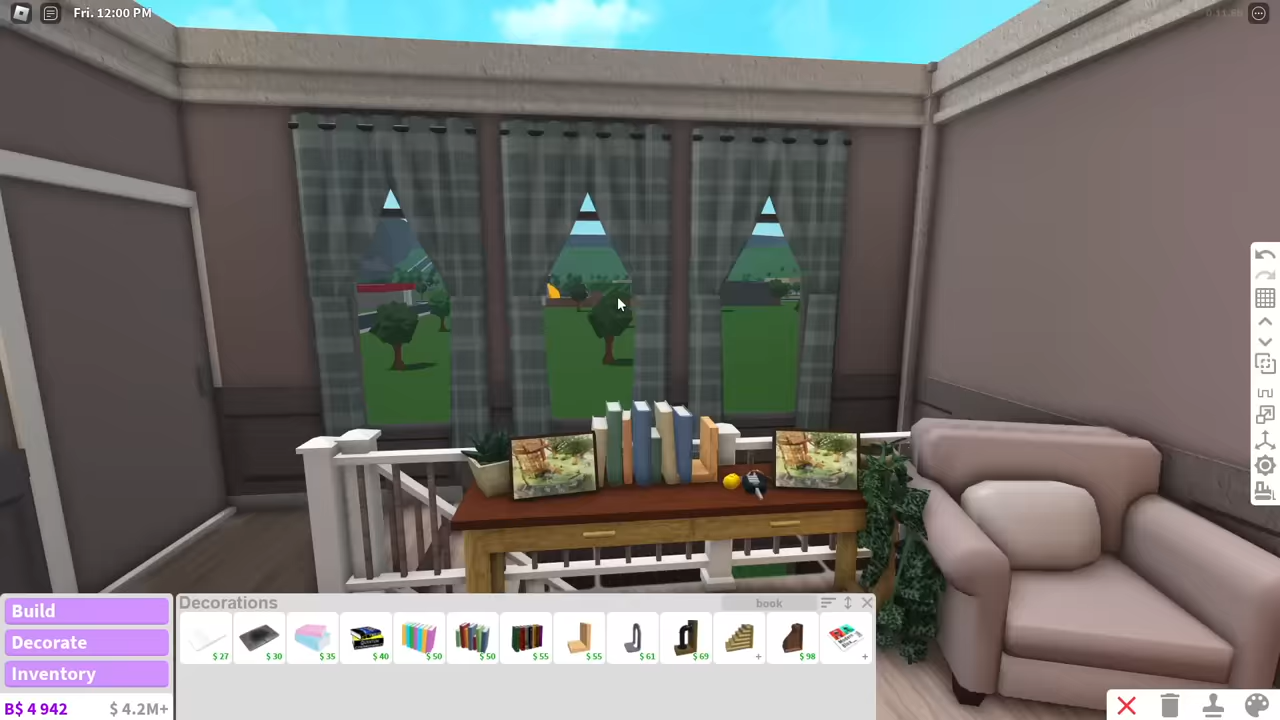 Fri. 12:00 PM
Decorations
book
$ 27
$ 30
$ 35
$ 40
$ 50
$ 50
$ 55
$ 55
$ 61
$ 69
+
$ 98
+
Build
Decorate
Inventory
B$ 4 942
$ 4.2M+